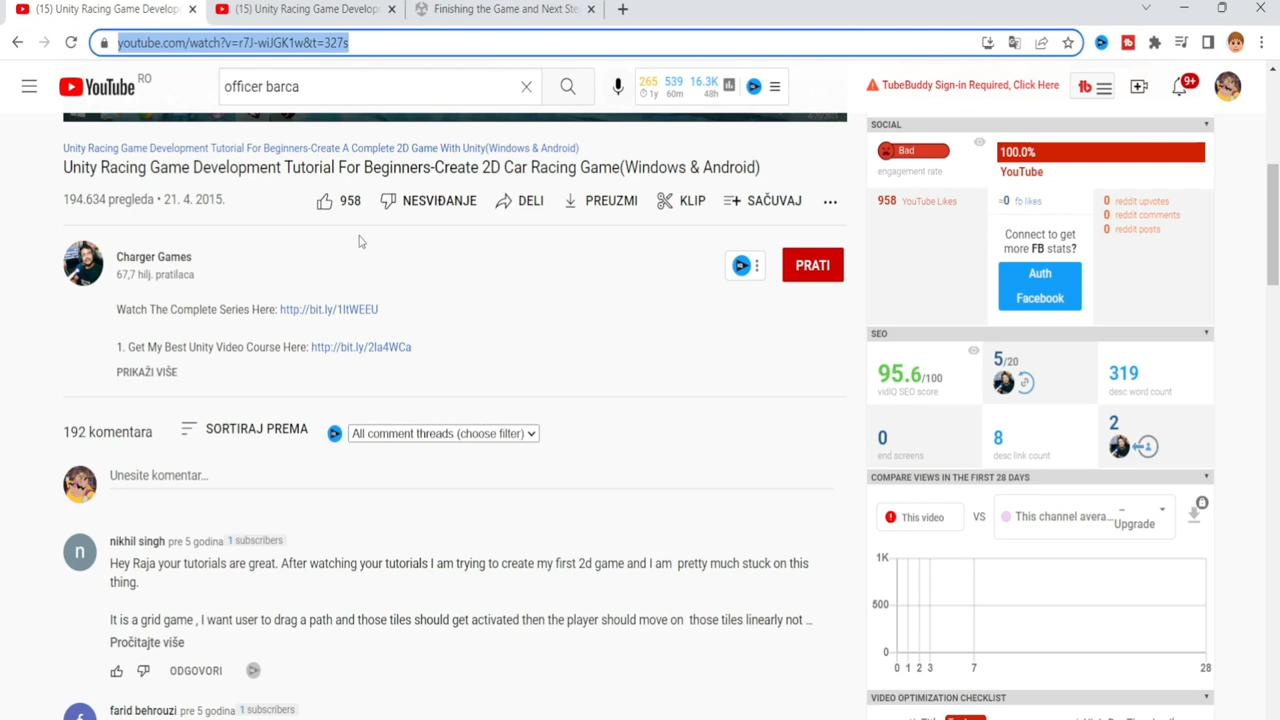 (15) Unity Racing Game Develop
(15) Unity Racing Game Develop
Finishing the Game and Next Ste
youtube.com/watch?v=r7J-wiJGK1w&t=327s
YouTube RO
officer barca
265 539 16.3K
1y 60m 48h
TubeBuddy Sign-in Required, Click Here
tb
9+
Unity Racing Game Development Tutorial For Beginners-Create A Complete 2D Game With Unity(Windows & Android)
Unity Racing Game Development Tutorial For Beginners-Create 2D Car Racing Game(Windows & Android)
194.634 pregleda • 21. 4. 2015.
958 NESVIĐANJE DELI PREUZMI KLIP SAČUVAJ ...
Charger Games
67,7 hilj. pratilaca
PRATI
Watch The Complete Series Here: http://bit.ly/1ItWEEU
1. Get My Best Unity Video Course Here: http://bit.ly/2Ia4WCa
PRIKAŽI VIŠE
192 komentara SORTIRAJ PREMA All comment threads (choose filter)
Unesite komentar...
n
nikhil singh pre 5 godina 1 subscribers
Hey Raja your tutorials are great. After watching your tutorials I am trying to create my first 2d game and I am pretty much stuck on this
thing.
It is a grid game , I want user to drag a path and those tiles should get activated then the player should move on those tiles linearly not ...
Pročitajte više
ODGOVORI
f
farid behrouzi pre 5 godina 1 subscribers
SOCIAL
Bad
engagement rate
100.0%
YouTube
958 YouTube Likes
≈0 fb likes
Connect to get
more FB stats?
Auth
Facebook
0 reddit upvotes
0 reddit comments
0 reddit posts
SEO
95.6/100
vidIQ SEO score
5/20
319
desc word count
0
end screens
8
desc link count
2
COMPARE VIEWS IN THE FIRST 28 DAYS
This video VS This channel avera... –
Upgrade
1K
500
0
0 1 2 3 7 28
VIDEO OPTIMIZATION CHECKLIST